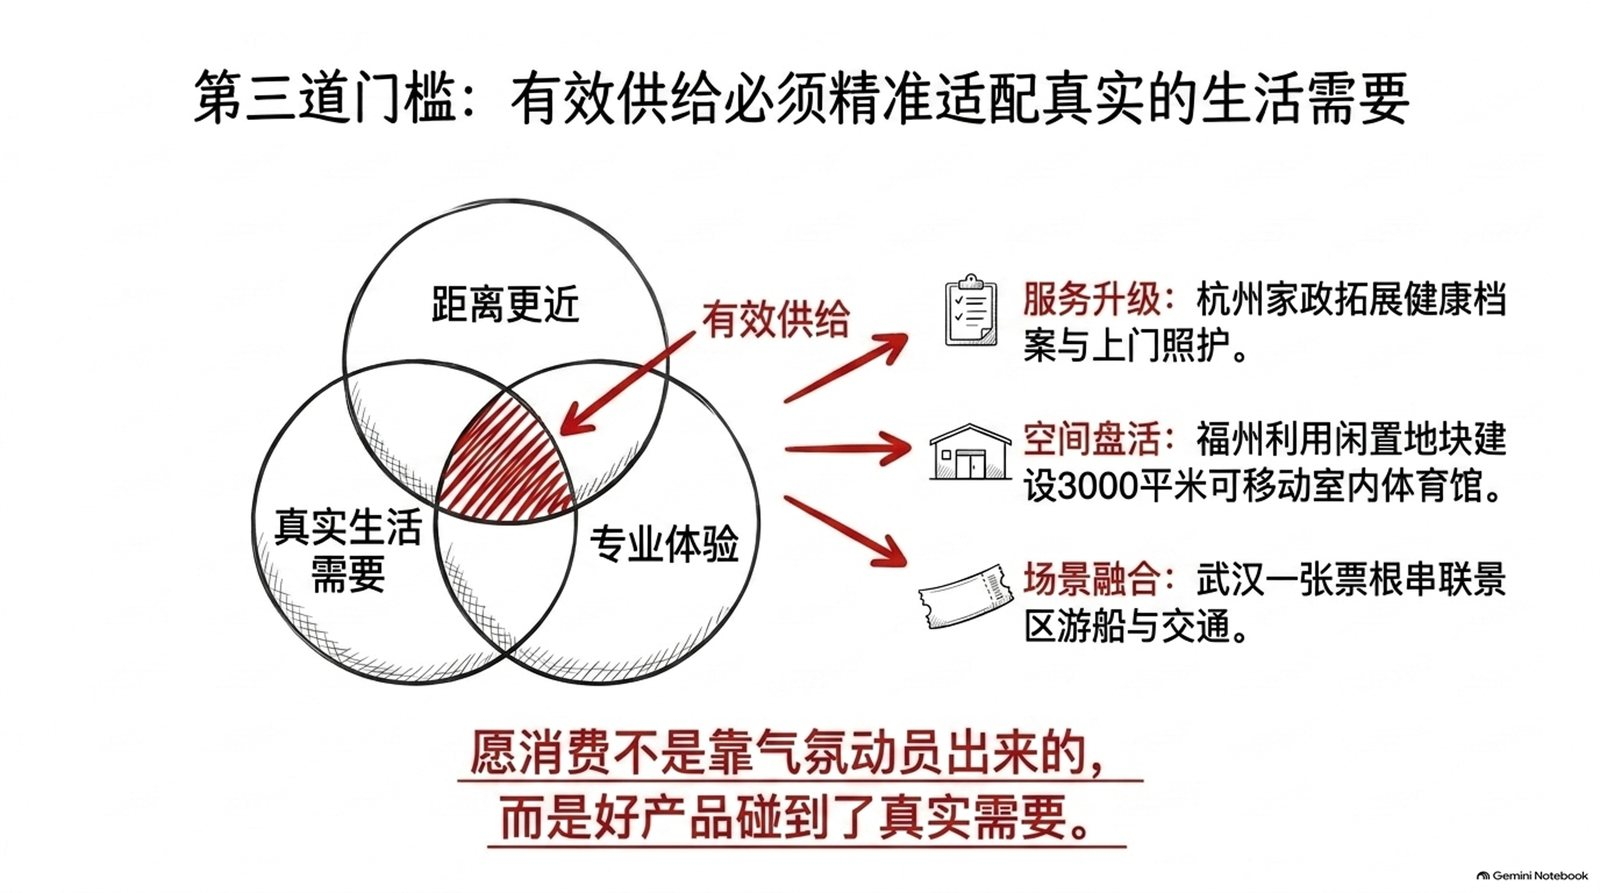 第三道门槛：有效供给必须精准适配真实的生活需要
距离更近
有效供给
真实生活
需要
专业体验
服务升级：杭州家政拓展健康档
案与上门照护。
空间盘活：福州利用闲置地块建
设3000平米可移动室内体育馆。
场景融合：武汉一张票根串联景
区游船与交通。
愿消费不是靠气氛动员出来的，
而是好产品碰到了真实需要。
Gemini Notebook